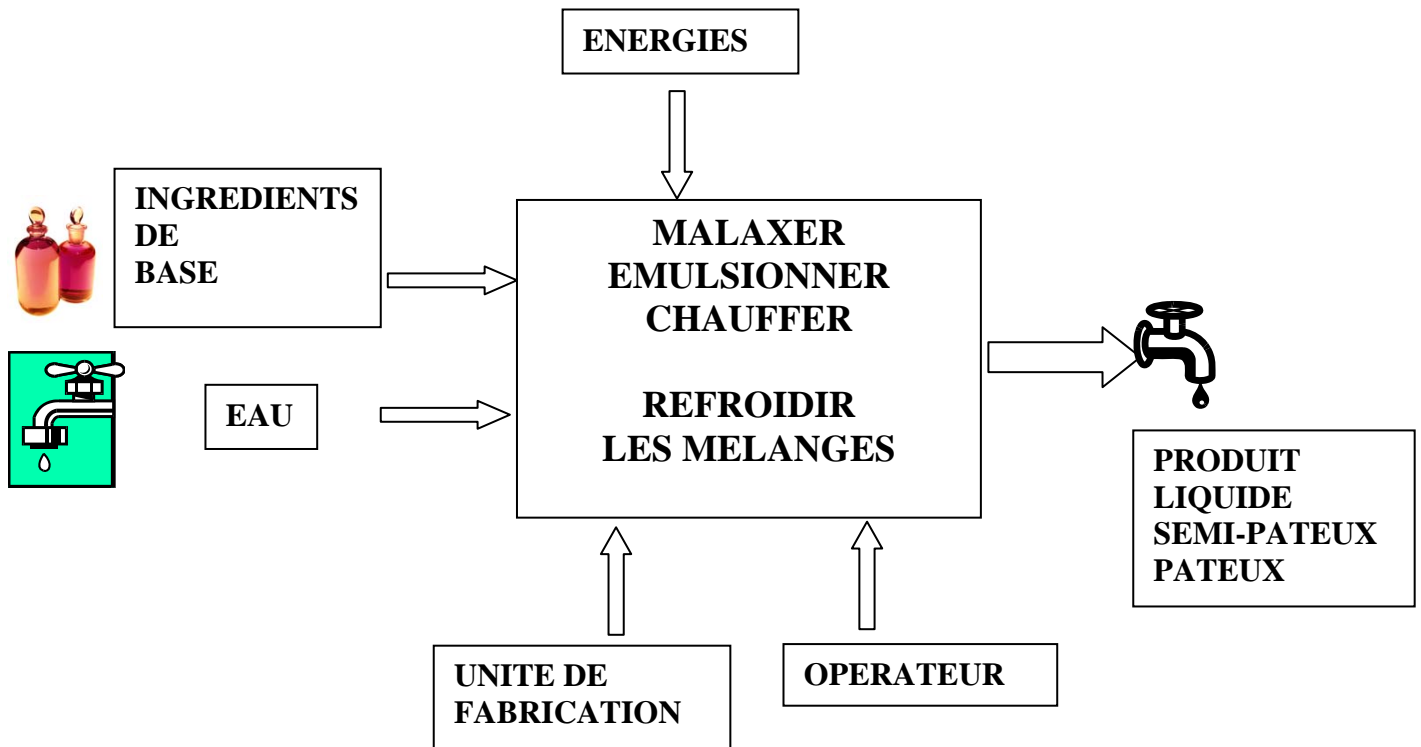 ENERGIES
INGREDIENTS
DE
BASE
MALAXER
EMULSIONNER
CHAUFFER
REFROIDIR
LES MELANGES
EAU
PRODUIT
LIQUIDE
SEMI-PATEUX
PATEUX
UNITE DE
FABRICATION
OPERATEUR